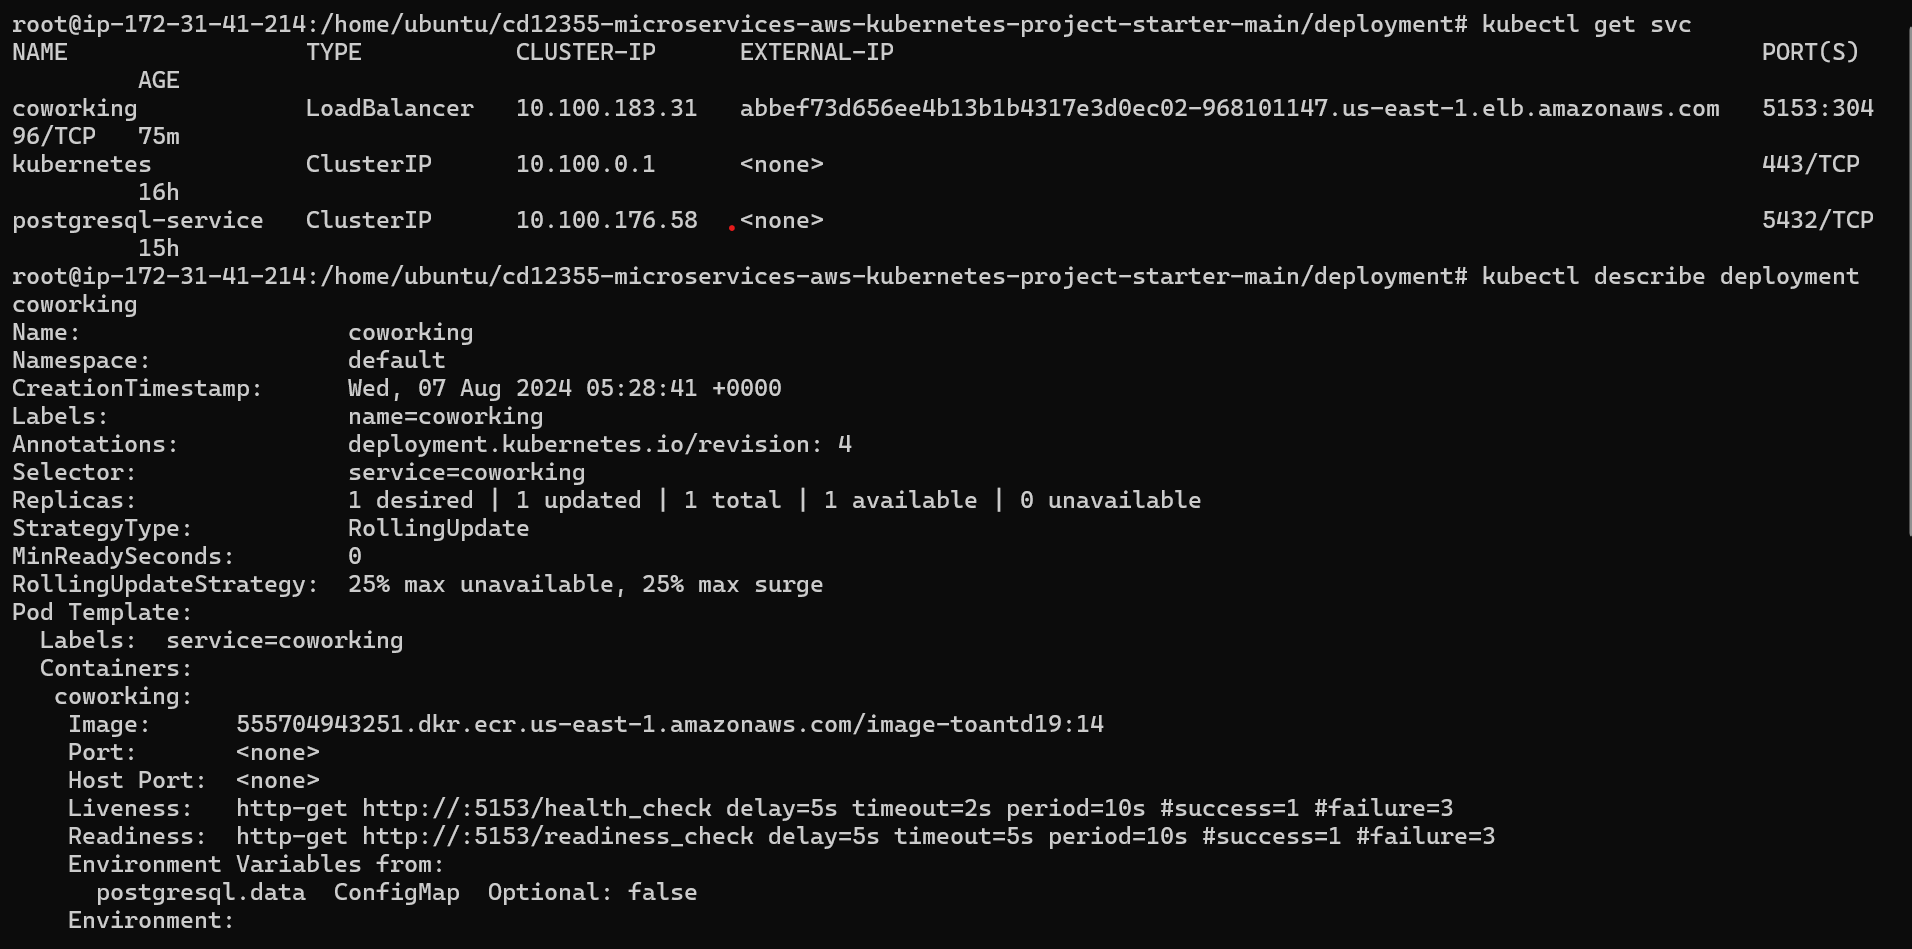 root@ip-172-31-41-214:/home/ubuntu/cd12355-microservices-aws-kubernetes-project-starter-main/deployment# kubectl get svc
NAME                 TYPE           CLUSTER-IP      EXTERNAL-IP                                                              PORT(S)
         AGE
coworking            LoadBalancer   10.100.183.31   abbef73d656ee4b13b1b4317e3d0ec02-968101147.us-east-1.elb.amazonaws.com   5153:304
96/TCP   75m
kubernetes           ClusterIP      10.100.0.1      <none>                                                                   443/TCP
         16h
postgresql-service   ClusterIP      10.100.176.58   <none>                                                                   5432/TCP
         15h
root@ip-172-31-41-214:/home/ubuntu/cd12355-microservices-aws-kubernetes-project-starter-main/deployment# kubectl describe deployment
coworking
Name:                   coworking
Namespace:              default
CreationTimestamp:      Wed, 07 Aug 2024 05:28:41 +0000
Labels:                 name=coworking
Annotations:            deployment.kubernetes.io/revision: 4
Selector:               service=coworking
Replicas:               1 desired | 1 updated | 1 total | 1 available | 0 unavailable
StrategyType:           RollingUpdate
MinReadySeconds:        0
RollingUpdateStrategy:  25% max unavailable, 25% max surge
Pod Template:
  Labels:  service=coworking
  Containers:
   coworking:
    Image:      555704943251.dkr.ecr.us-east-1.amazonaws.com/image-toantd19:14
    Port:       <none>
    Host Port:  <none>
    Liveness:   http-get http://:5153/health_check delay=5s timeout=2s period=10s #success=1 #failure=3
    Readiness:  http-get http://:5153/readiness_check delay=5s timeout=5s period=10s #success=1 #failure=3
    Environment Variables from:
      postgresql.data  ConfigMap  Optional: false
    Environment: